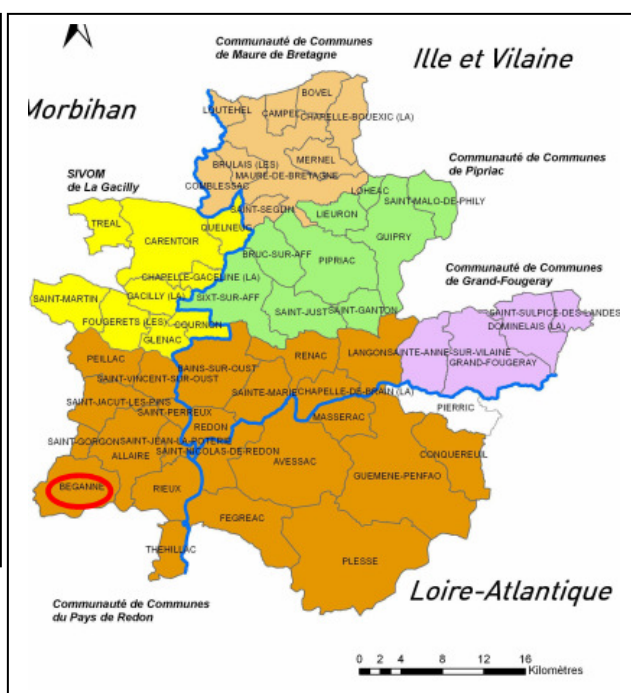 Communauté de Communes
de Maure de Bretagne
Ille et Vilaine
Morbihan
BOVEL
LOUTEHEL
CAMPEL
CHAPELLE-BOUEXIC (LA)
MERNEL
BRULAIS (LES)
MAURE-DE-BRETAGNE
COMBLESSAC
SAINT-SEGLIN
Communauté de Communes
de Pipriac
LOHEAC
SAINT-MALO-DE-PHILY
LIEURON
GUIPRY
BRUC-SUR-AFF
PIPRIAC
SIXT-SUR-AFF
SAINT-JUST
SAINT-GANTON
SIVOM
de La Gacilly
TREAL
QUELNEUC
CARENTOIR
CHAPELLE-GACELINE (LA)
GACILLY (LA)
SAINT-MARTIN
FOUGERETS (LES)
COURNON
GLENAC
Communauté de Communes
de Grand-Fougeray
SAINT-SULPICE-DES-LANDES
DOMINELAIS (LA)
SAINTE-ANNE-SUR-VILAINE
GRAND-FOUGERAY
PEILLAC
BAINS-SUR-OUST
RENAC
LANGON
SAINT-VINCENT-SUR-OUST
SAINTE-MARIE
CHAPELLE-DE-BRAIN (LA)
PIERRIC
SAINT-JACUT-LES-PINS
SAINT-PERREUX
MASSERAC
REDON
SAINT-GORGON
SAINT-JEAN-LA-POTERIE
SAINT-NICOLAS-DE-REDON
CONQUEREUIL
ALLAIRE
AVESSAC
GUEMENE-PENFAO
BEGANNE
RIEUX
FEGREAC
THEHILLAC
PLESSE
Communauté de Communes
du Pays de Redon
Loire-Atlantique
0 2 4 8 12 16
Kilomètres